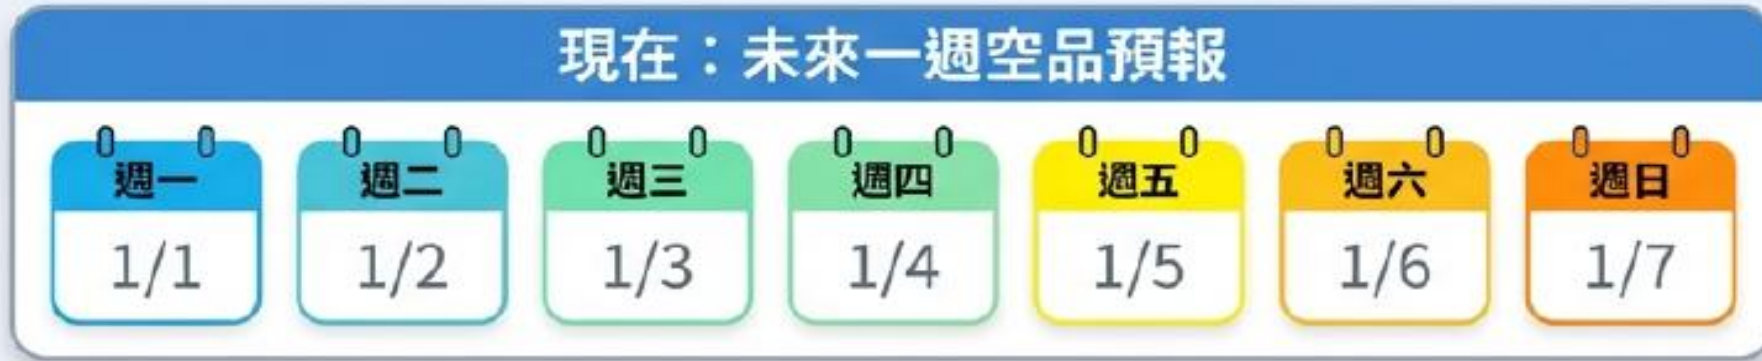 現在：未來一週空品預報
週一 週二 週三 週四 週五 週六 週日
1/1 1/2 1/3 1/4 1/5 1/6 1/7